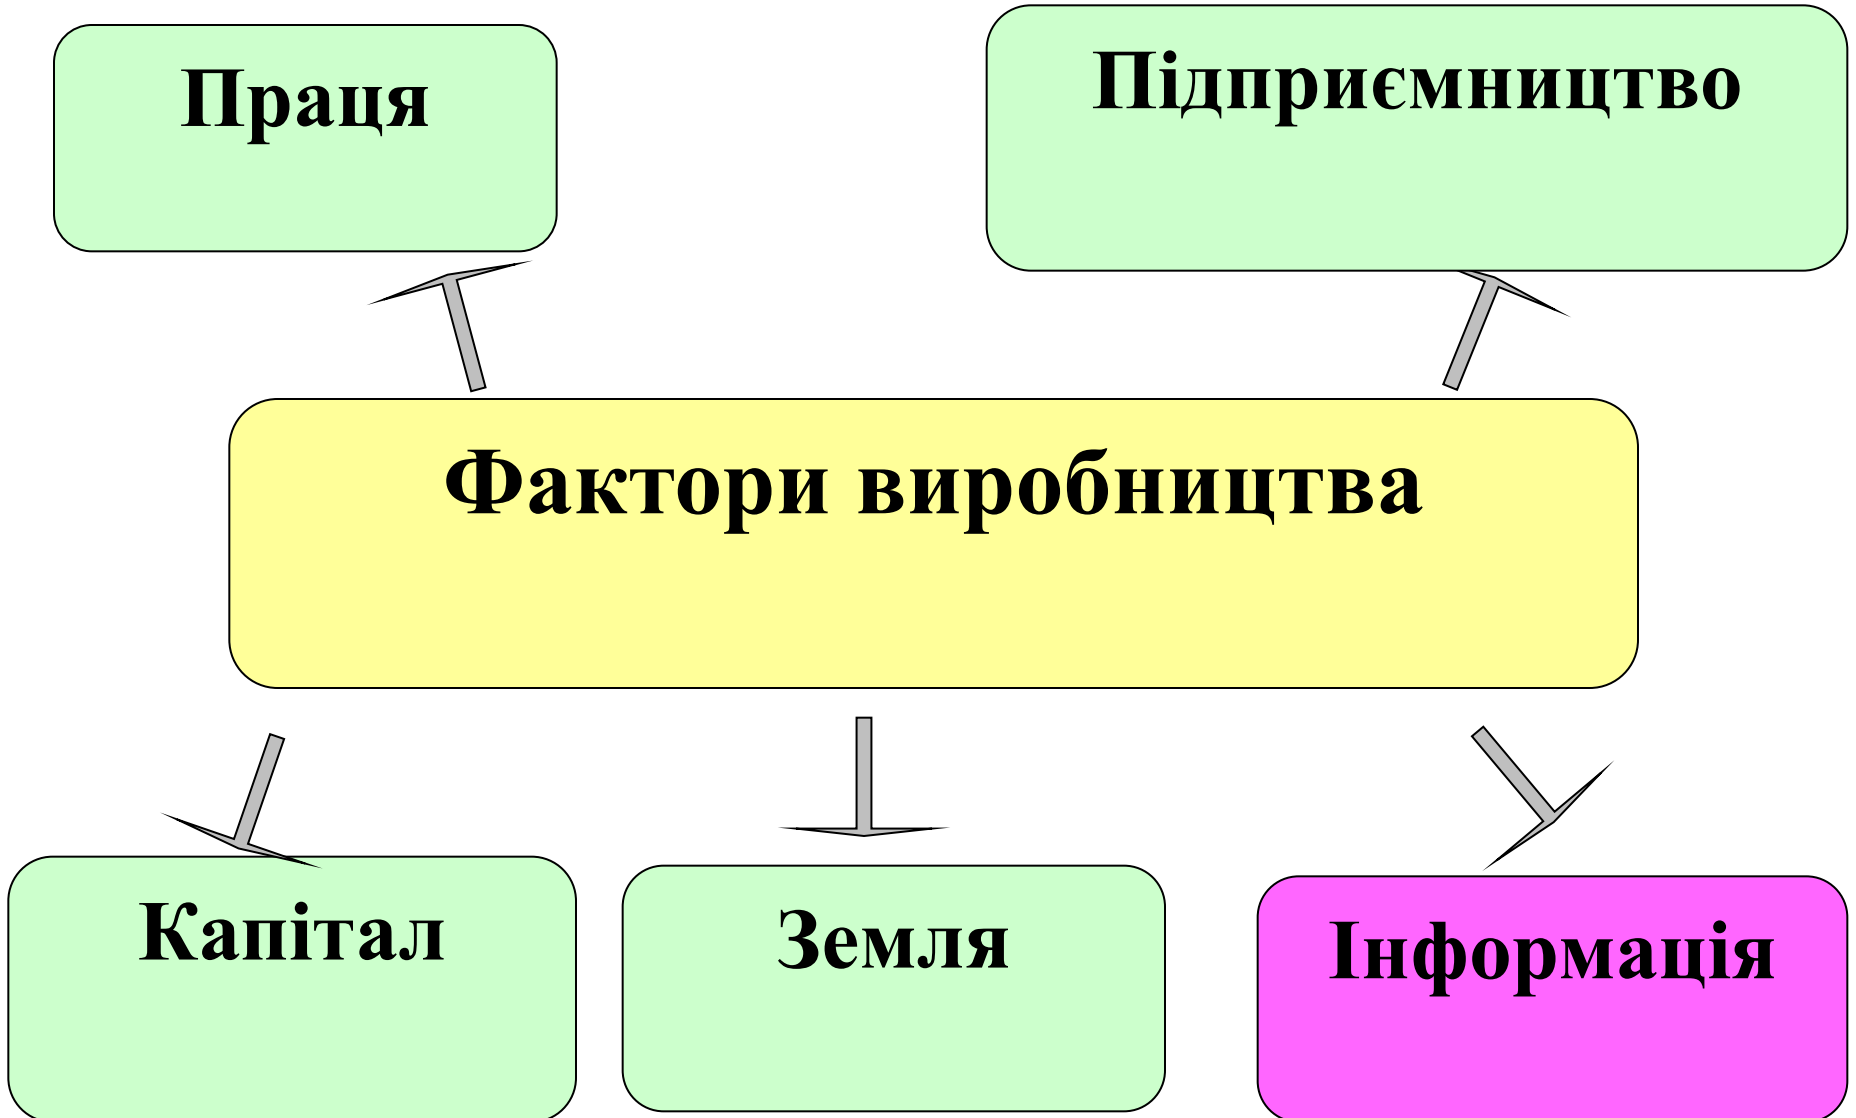 Праця
Підприємництво
Фактори виробництва
Капітал
Земля
Інформація